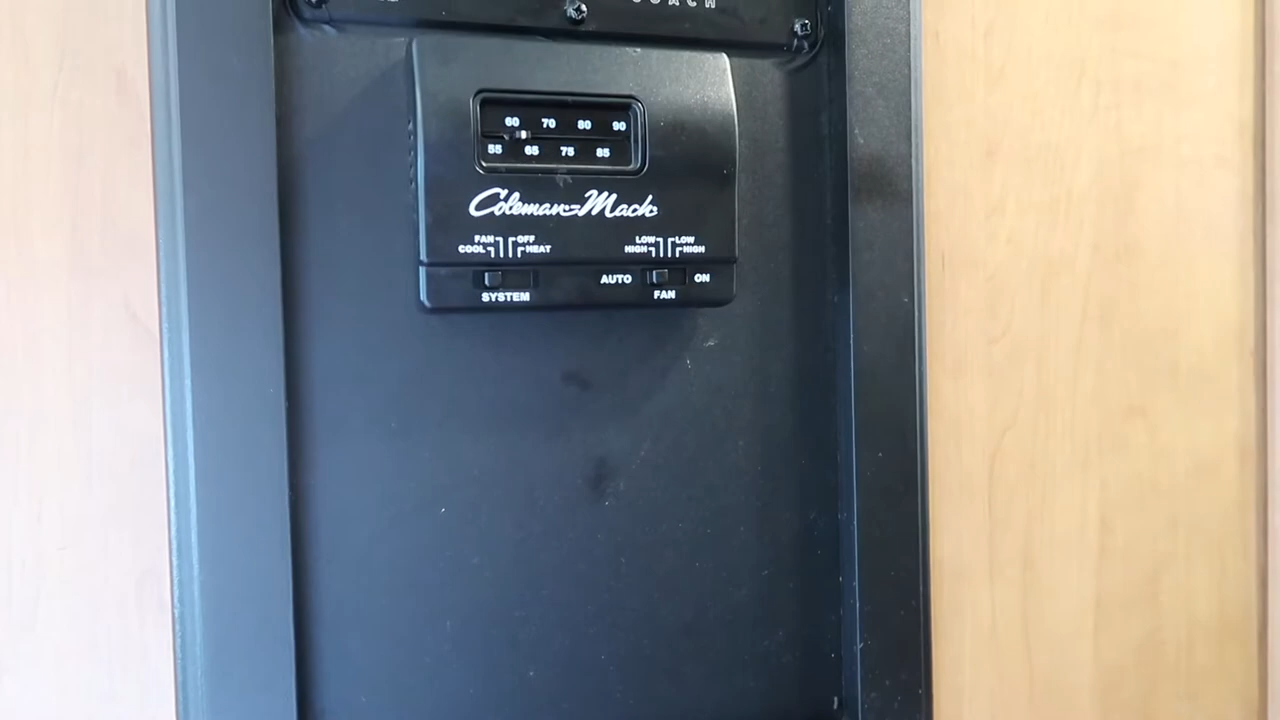 COACH
60 70 80 90
55 65 75 85
Coleman-Mach
FAN OFF
COOL HEAT
LOW LOW
HIGH HIGH
SYSTEM
AUTO ON
FAN